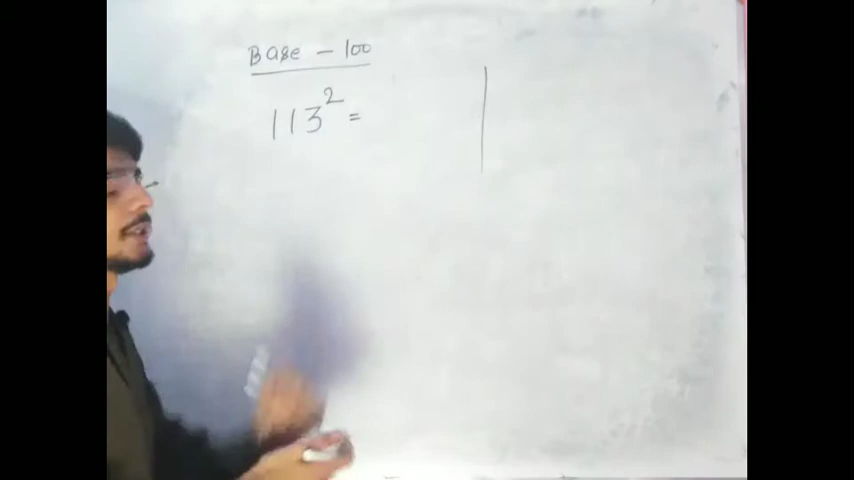 Base - 100
113² =